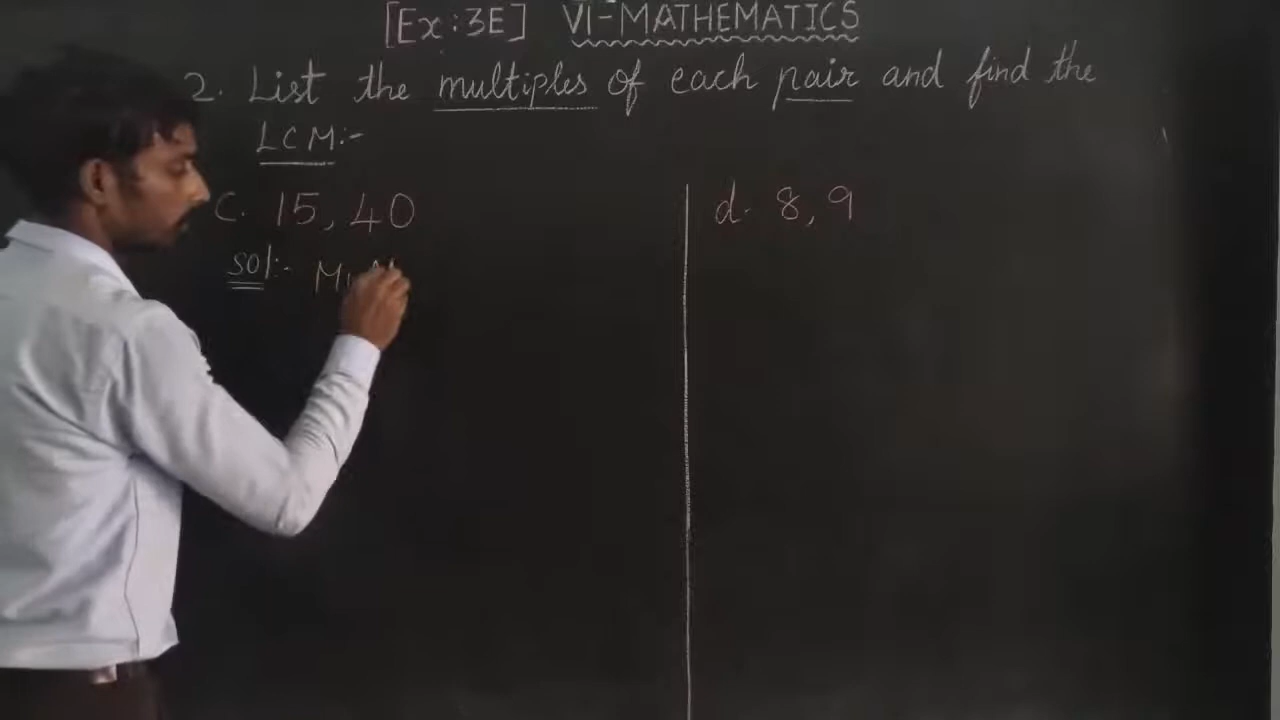 [Ex:3E] VI-MATHEMATICS
2. List the multiples of each pair and find the
LCM:-
c. 15, 40
d. 8, 9
Sol:-